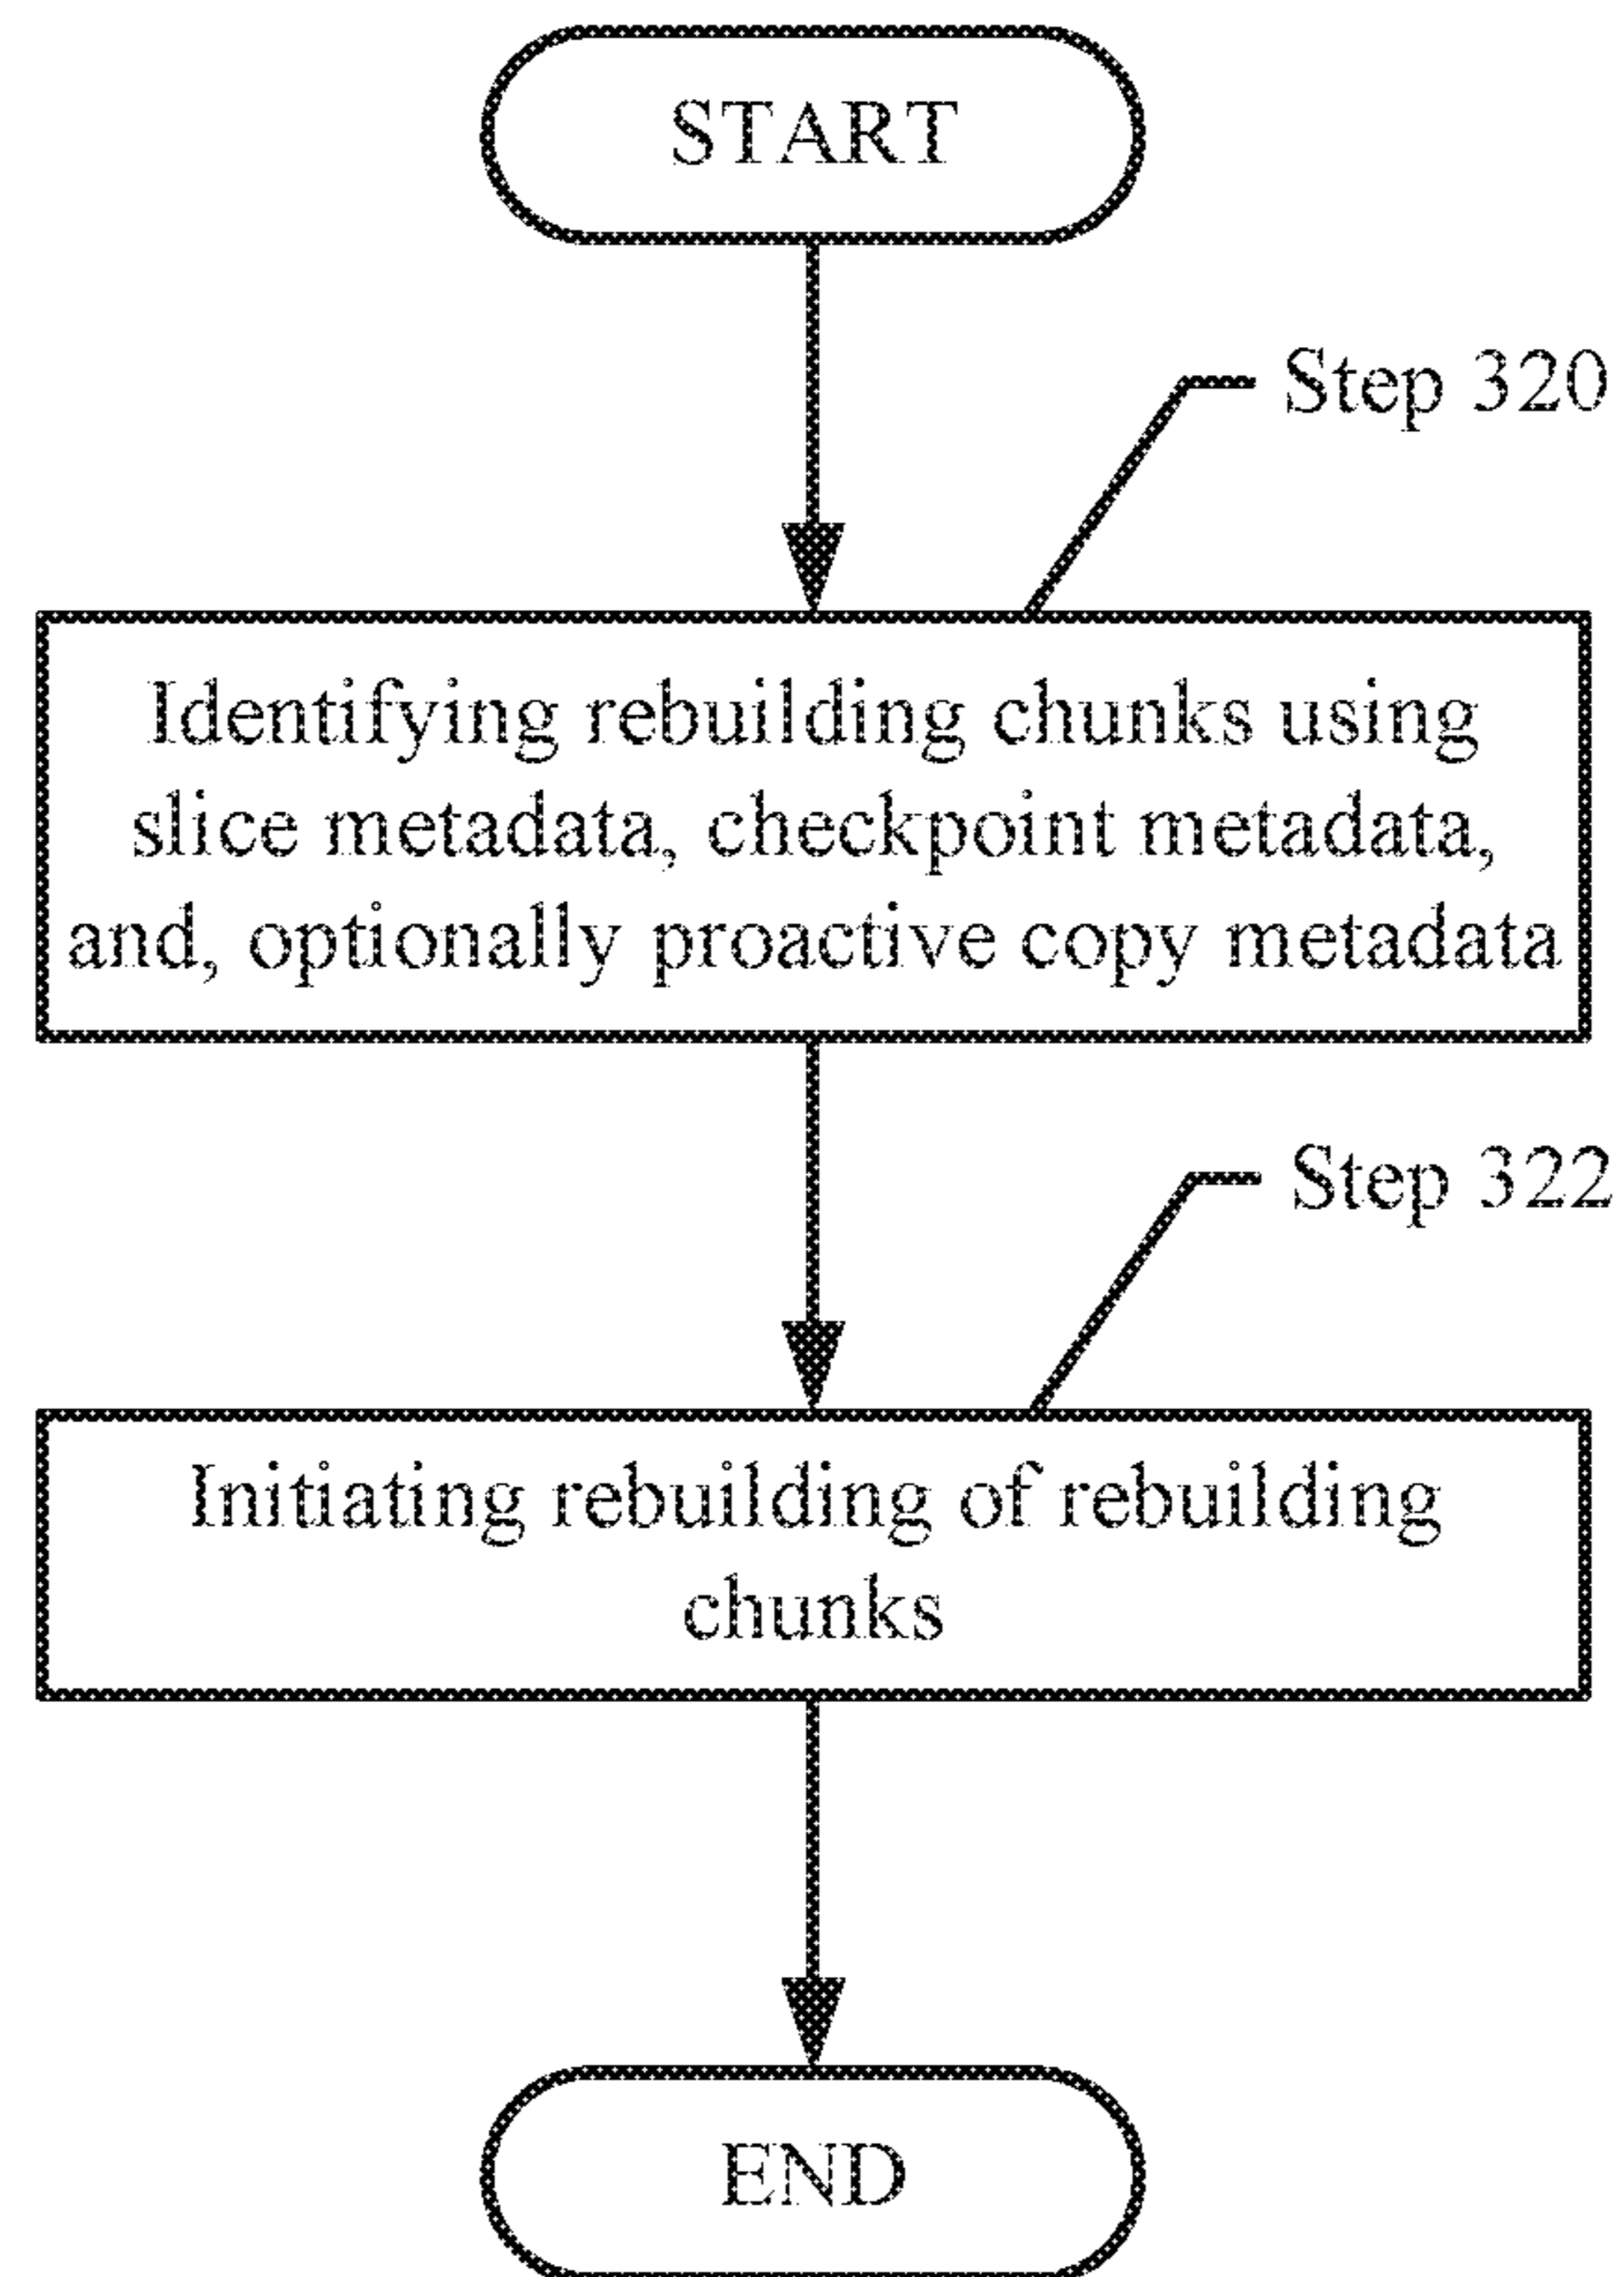 START
Step 320
Identifying rebuilding chunks using
slice metadata, checkpoint metadata,
and, optionally proactive copy metadata
Step 322
Initiating rebuilding of rebuilding
chunks
END